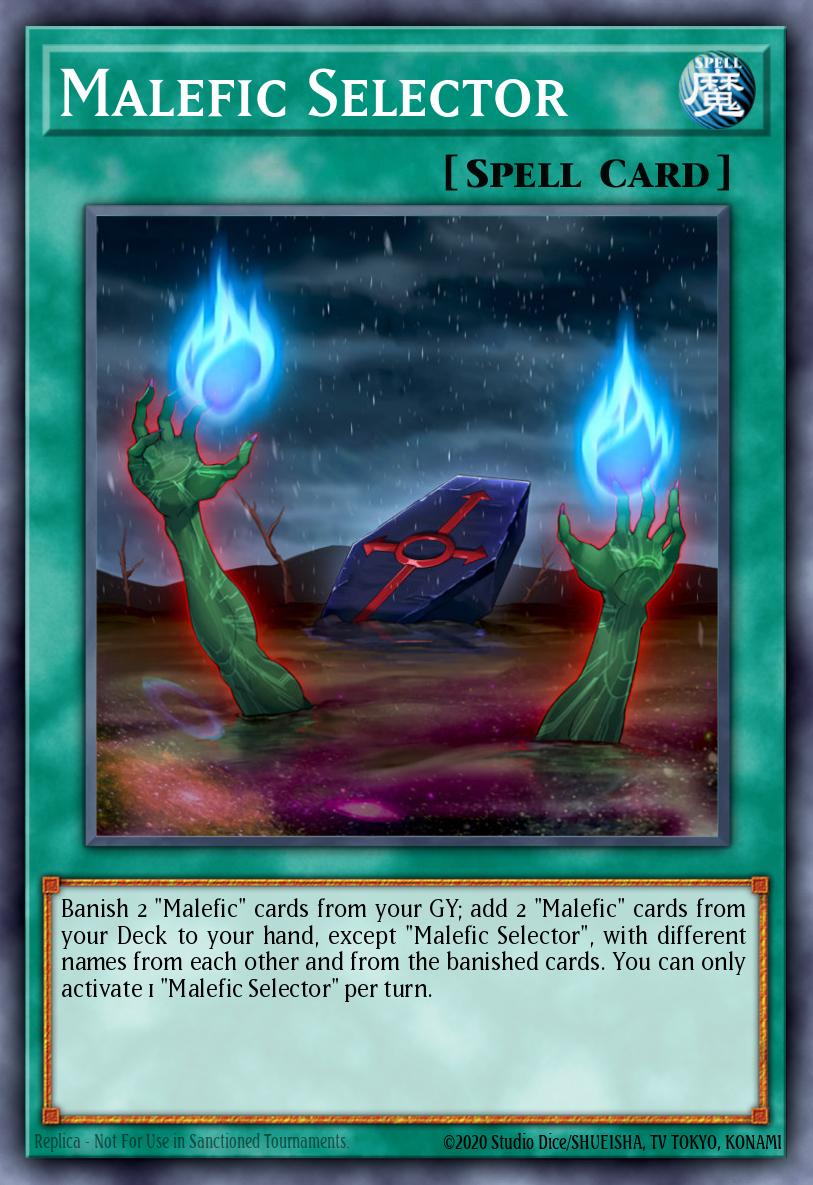 Malefic Selector
SPELL
魔
[Spell Card]
Banish 2 "Malefic" cards from your GY; add 2 "Malefic" cards from
your Deck to your hand, except "Malefic Selector", with different
names from each other and from the banished cards. You can only
activate 1 "Malefic Selector" per turn.
Replica - Not For Use in Sanctioned Tournaments.
©2020 Studio Dice/SHUEISHA, TV TOKYO, KONAMI